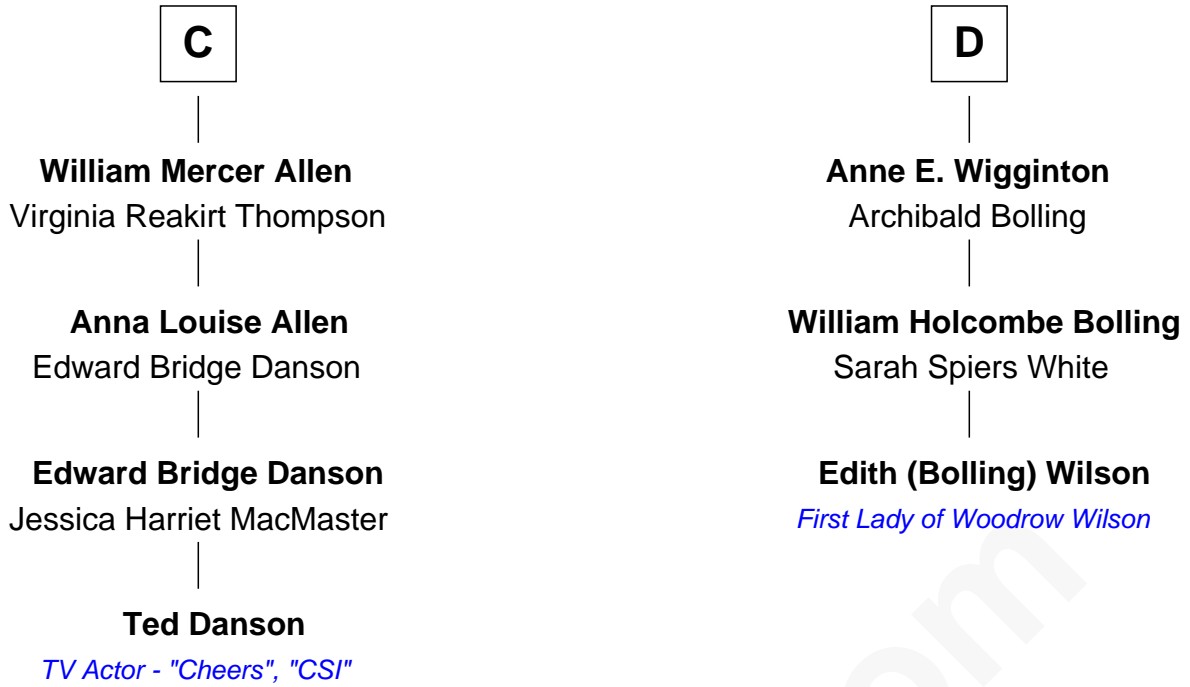 C
William Mercer Allen
Virginia Reakirt Thompson
Anna Louise Allen
Edward Bridge Danson
Edward Bridge Danson
Jessica Harriet MacMaster
Ted Danson
TV Actor - "Cheers", "CSI"
D
Anne E. Wigginton
Archibald Bolling
William Holcombe Bolling
Sarah Spiers White
Edith (Bolling) Wilson
First Lady of Woodrow Wilson
om